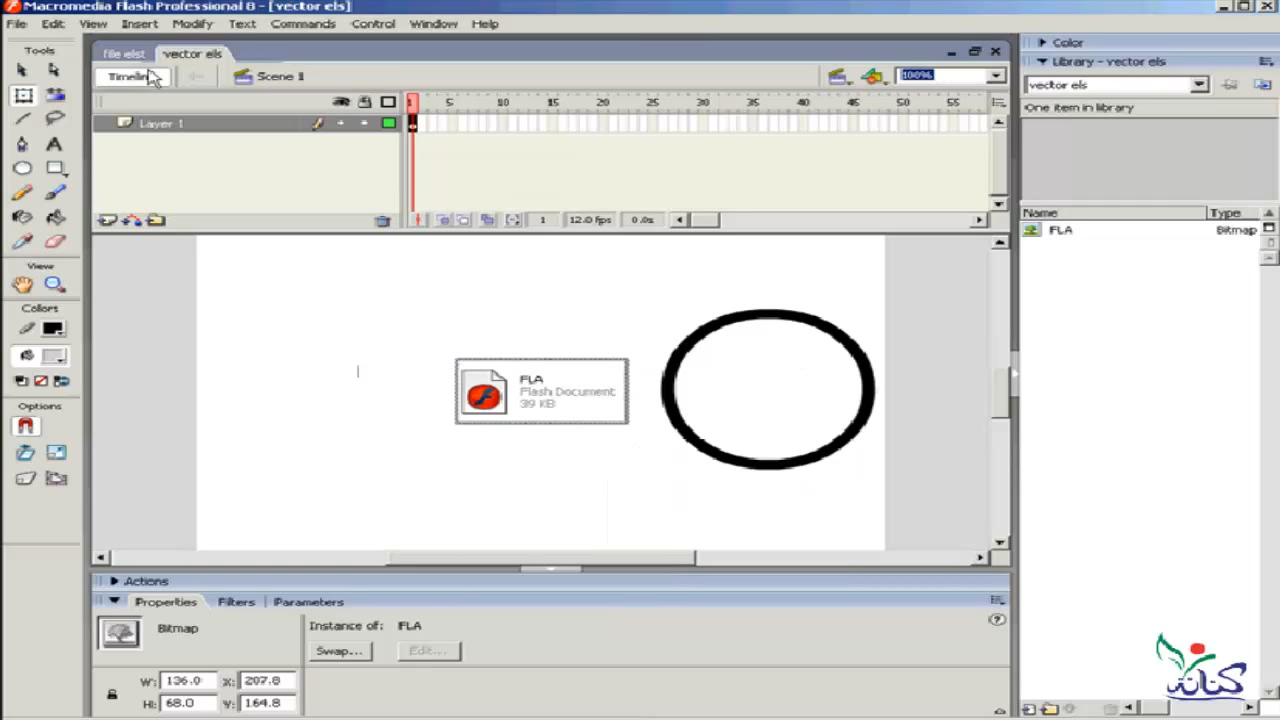 Macromedia Flash Professional 8 - [vector els]
File Edit View Insert Modify Commands Text Control Window Help
Tools
file elst vector els
Timeline Scene 1 100%
1 5 10 15 20 25 30 35 40 45 50 55
Layer 1
1 12.0 fps 0.0s
View
Colors
Options
FLA
Flash Document
39 KB
Color
Library - vector els
vector els
One item in library
Name Type
FLA Bitmap
Actions
Properties Filters Parameters
Bitmap Instance of: FLA
Swap... Edit...
W: 136.0 X: 207.8
H: 68.0 Y: 164.8
كنانة